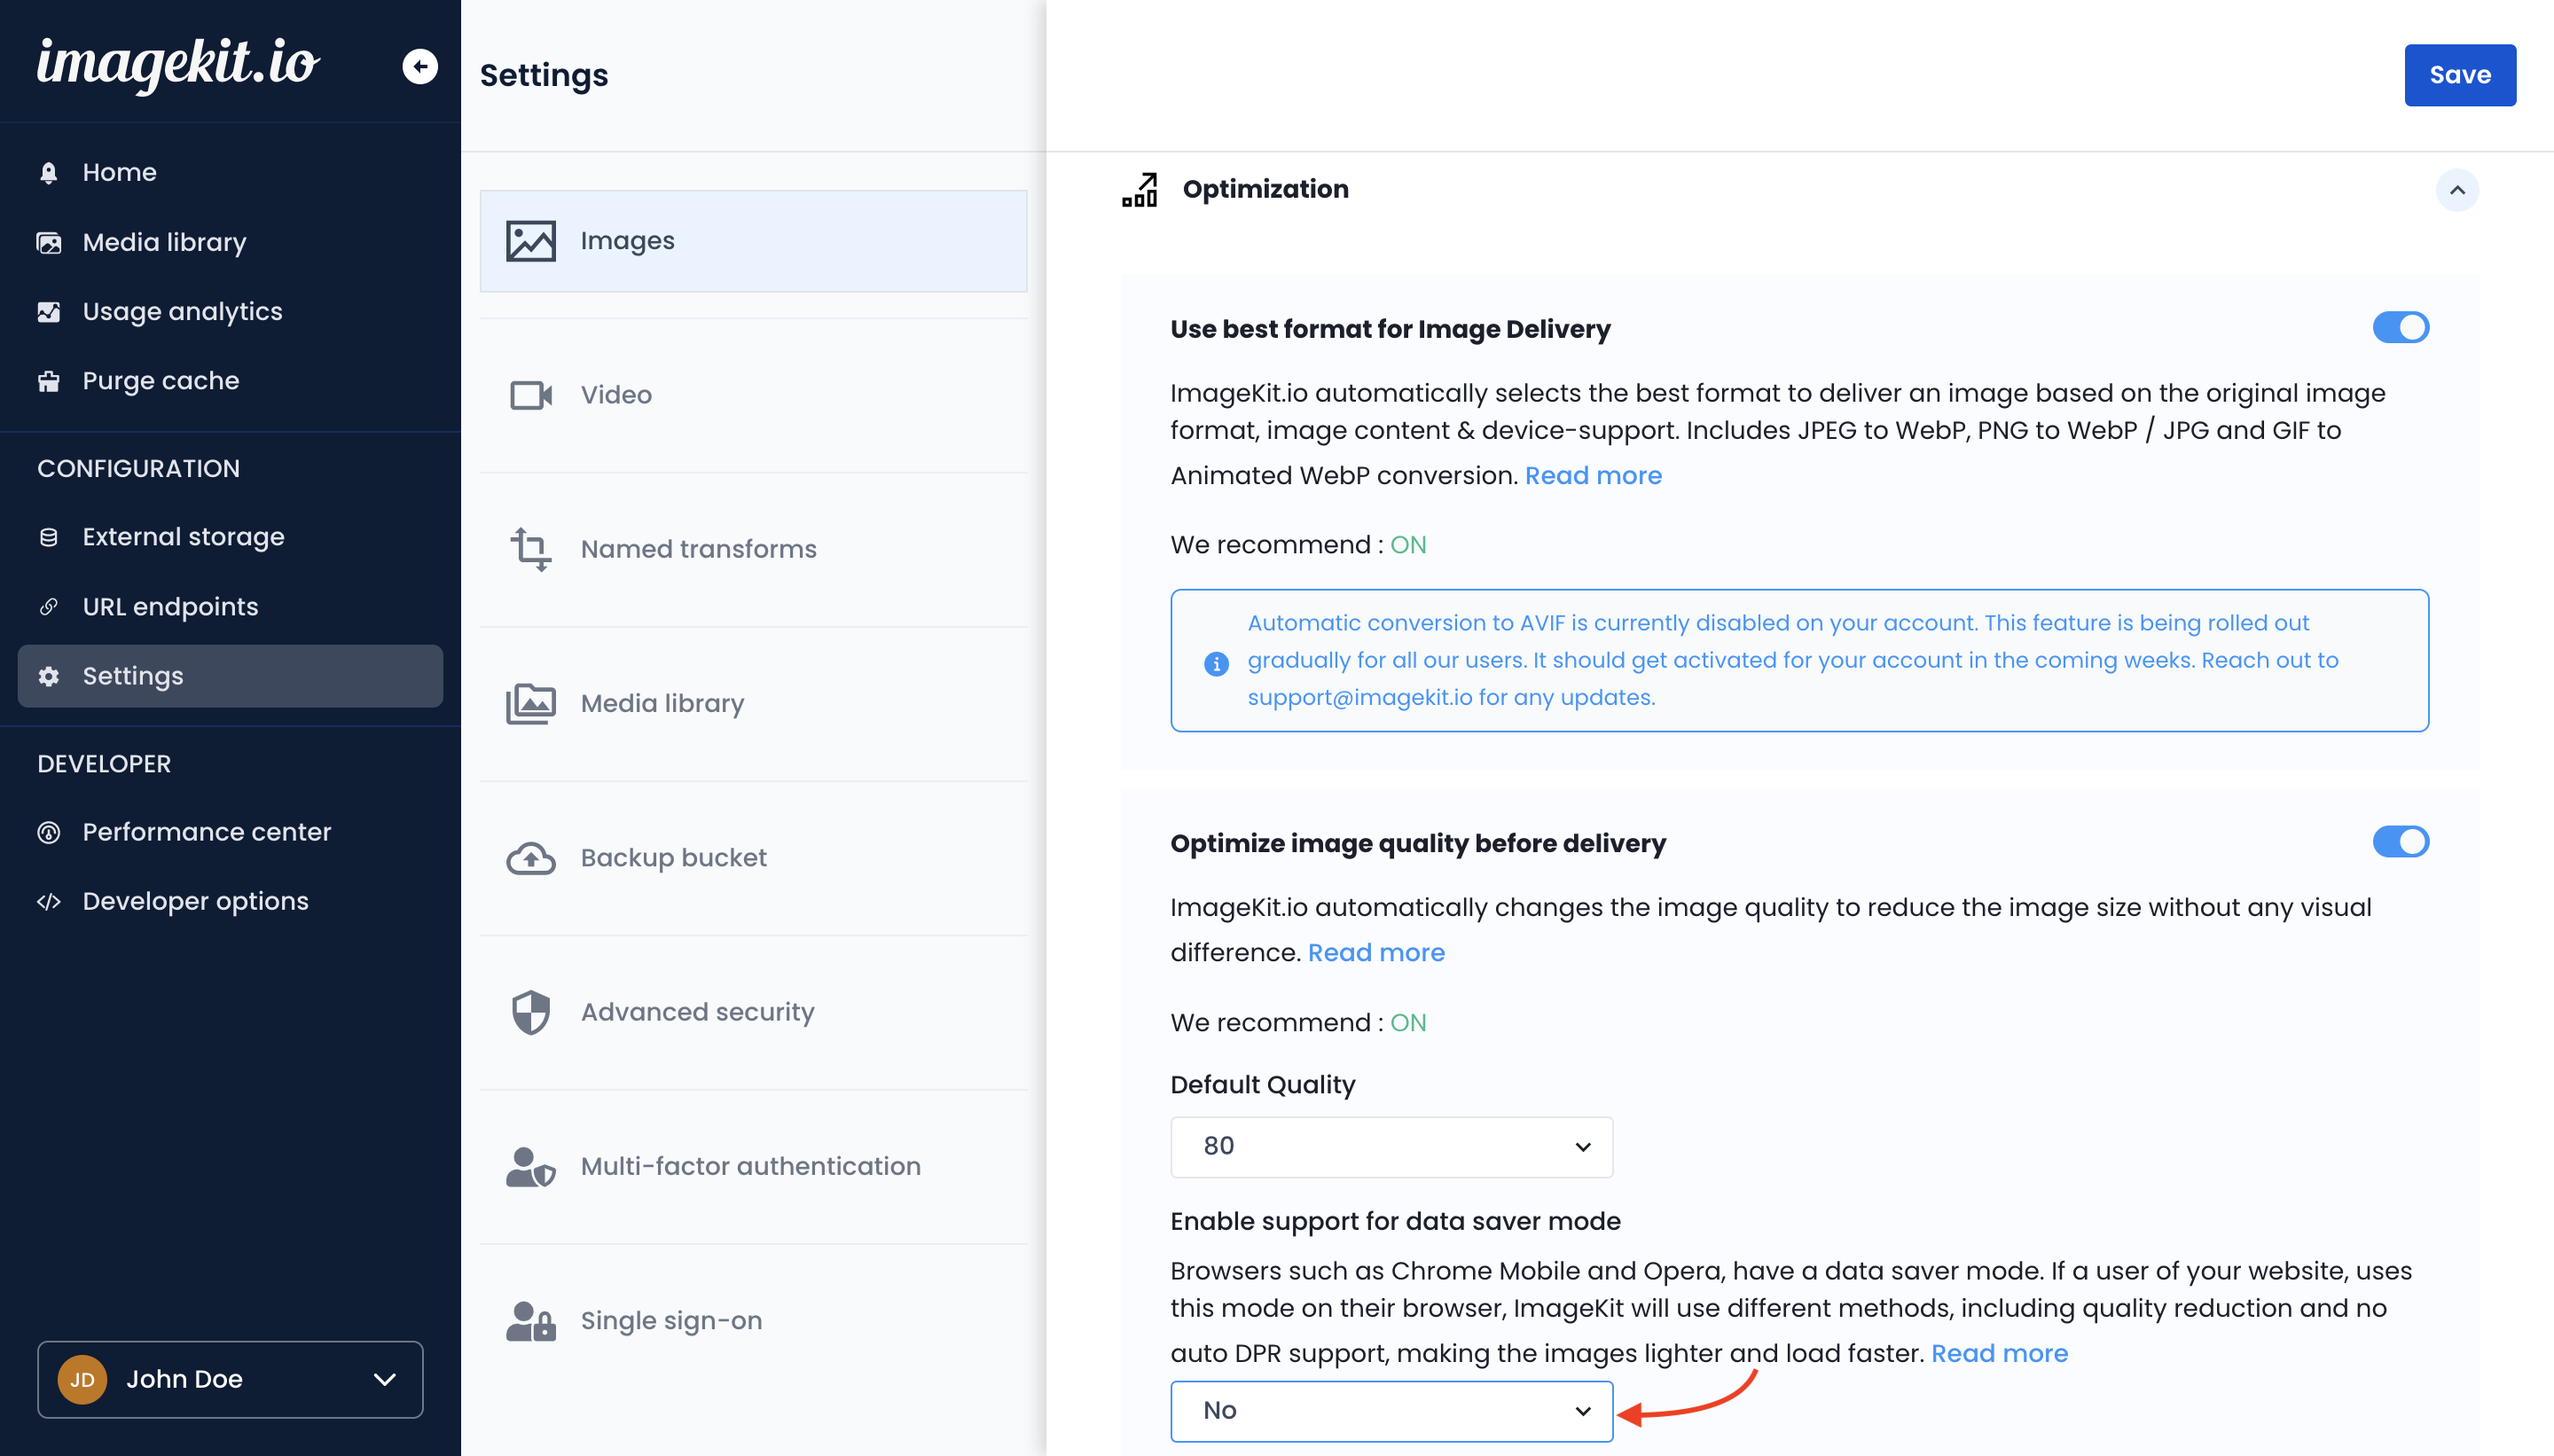 imagekit.io
Home
Media library
Usage analytics
Purge cache
CONFIGURATION
External storage
URL endpoints
Settings
DEVELOPER
Performance center
Developer options
JD
John Doe
Settings
Images
Video
Named transforms
Media library
Backup bucket
Advanced security
Multi-factor authentication
Single sign-on
Save
Optimization
Use best format for Image Delivery
ImageKit.io automatically selects the best format to deliver an image based on the original image
format, image content & device-support. Includes JPEG to WebP, PNG to WebP / JPG and GIF to
Animated WebP conversion. Read more
We recommend : ON
Automatic conversion to AVIF is currently disabled on your account. This feature is being rolled out
gradually for all our users. It should get activated for your account in the coming weeks. Reach out to
support@imagekit.io for any updates.
Optimize image quality before delivery
ImageKit.io automatically changes the image quality to reduce the image size without any visual
difference. Read more
We recommend : ON
Default Quality
80
Enable support for data saver mode
Browsers such as Chrome Mobile and Opera, have a data saver mode. If a user of your website, uses
this mode on their browser, ImageKit will use different methods, including quality reduction and no
auto DPR support, making the images lighter and load faster. Read more
No